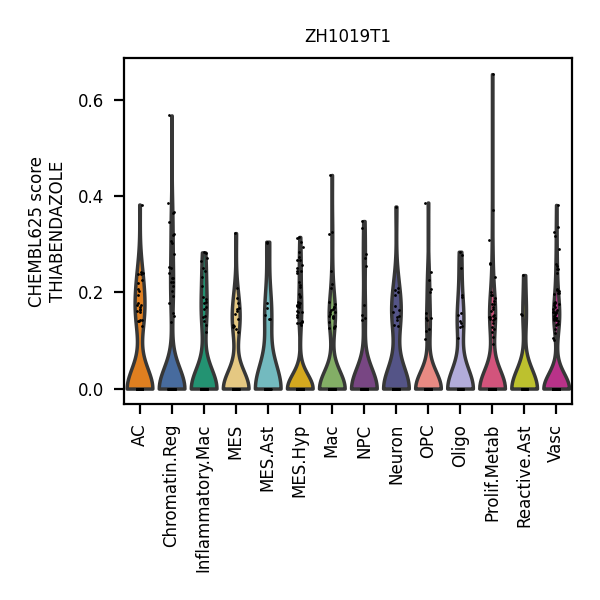 ZH1019T1
CHEMBL625 score
THIABENDAZOLE
0.6
0.4
0.2
0.0
AC
Chromatin.Reg
Inflammatory.Mac
MES
MES.Ast
MES.Hyp
Mac
NPC
Neuron
OPC
Oligo
Prolif.Metab
Reactive.Ast
Vasc